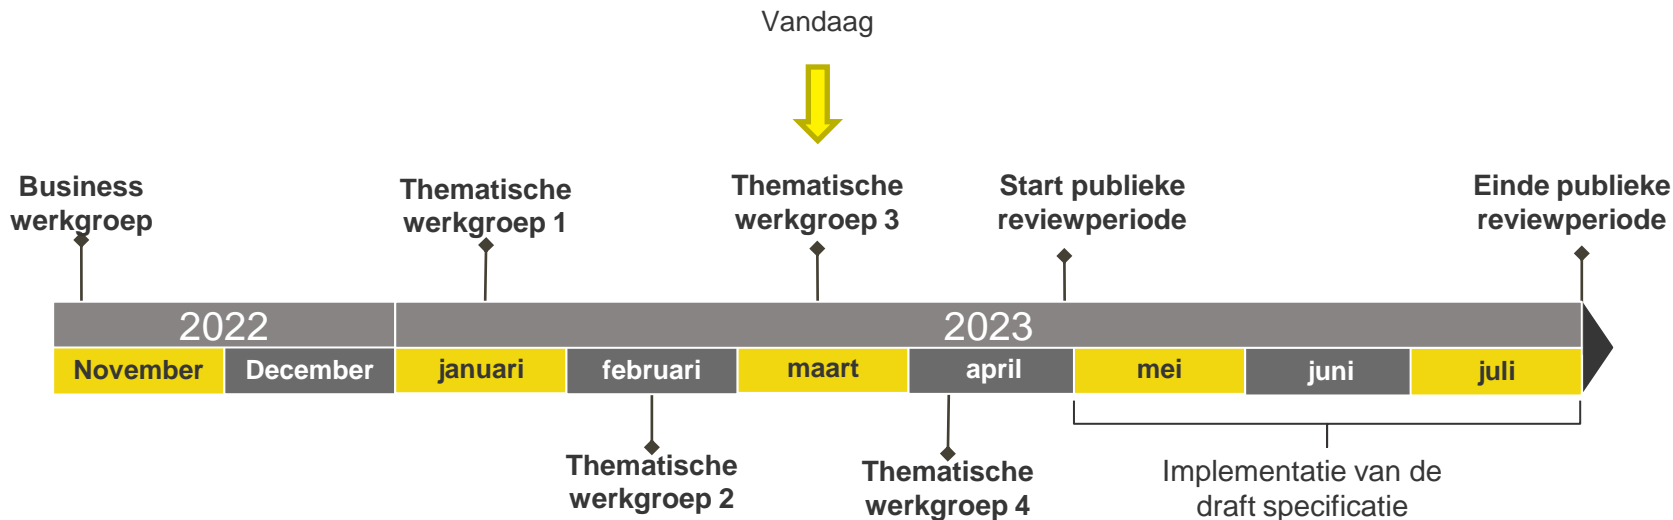 Vandaag
Business
werkgroep
Thematische
werkgroep 1
Thematische
werkgroep 3
Start publieke
reviewperiode
Einde publieke
reviewperiode
2022
2023
November
December
januari
februari
maart
april
mei
juni
juli
Thematische
werkgroep 2
Thematische
werkgroep 4
Implementatie van de
draft specificatie